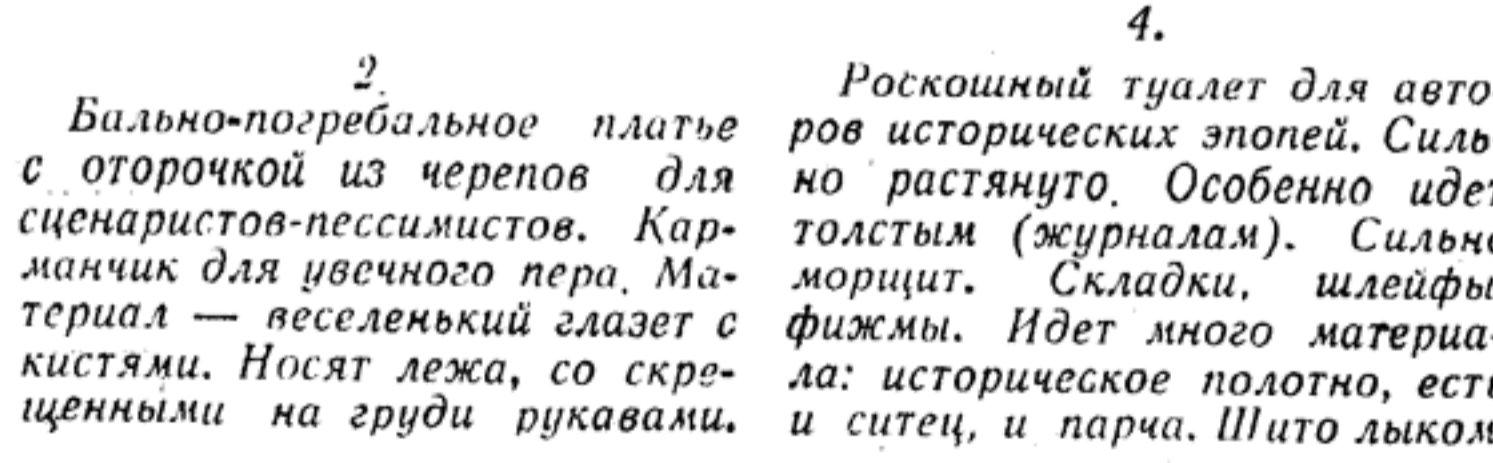 2.
Бально-погребальное платье
с оторочкой из черепов для
сценаристов-пессимистов. Кар-
манчик для увечного пера. Ма-
териал — веселенький глазет с
кистями. Носят лежа, со скре-
щенными на груди рукавами.
4.
Роскошный туалет для авто-
ров исторических эпопей. Силь-
но растянуто. Особенно идет
толстым (журналам). Сильно
морщит. Складки, шлейфы,
фижмы. Идет много материа-
ла: историческое полотно, есть
и ситец, и парча. Шито лыком